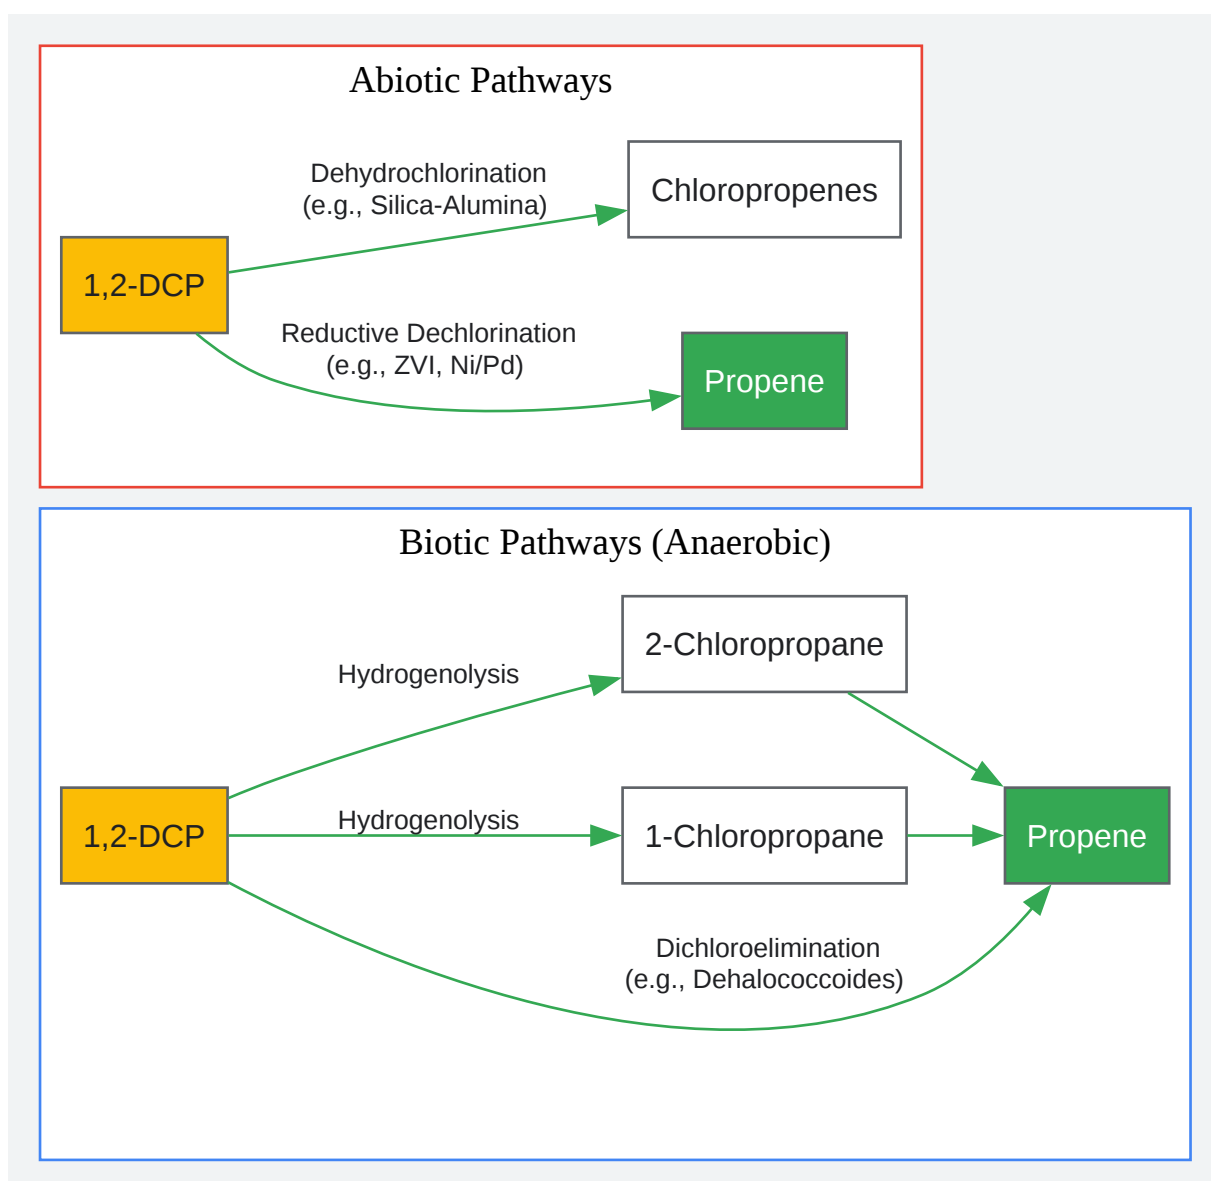 Abiotic Pathways
Dehydrochlorination
(e.g., Silica-Alumina)
Chloropropenes
1,2-DCP
Reductive Dechlorination
(e.g., ZVI, Ni/Pd)
Propene
Biotic Pathways (Anaerobic)
2-Chloropropane
Hydrogenolysis
1,2-DCP
Hydrogenolysis
1-Chloropropane
Propene
Dichloroelimination
(e.g., Dehalococcoides)